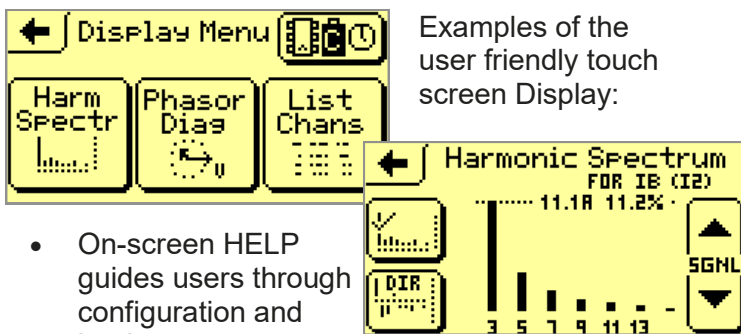 Display Menu
Harm Spectr
Phasor Diag
List Chans
Examples of the
user friendly touch
screen Display:
Harmonic Spectrum
FOR IB (I2)
11.1A 11.2%
DIR
SGNL
3 5 7 9 11 13
• On-screen HELP
guides users through
configuration and